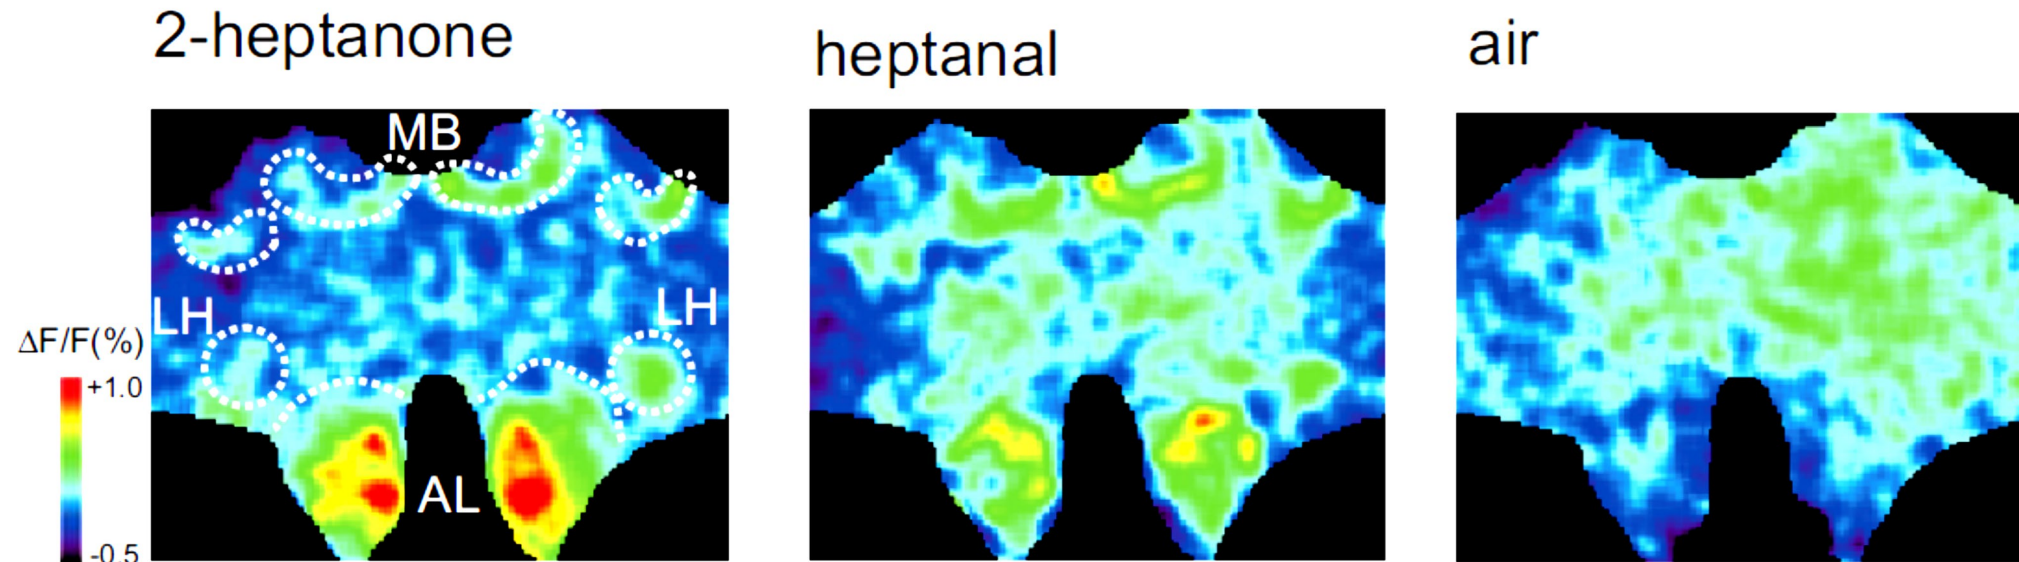 2-heptanone
heptanal
air
MB
LH
LH
ΔF/F(%)
+1.0
AL
-0.5